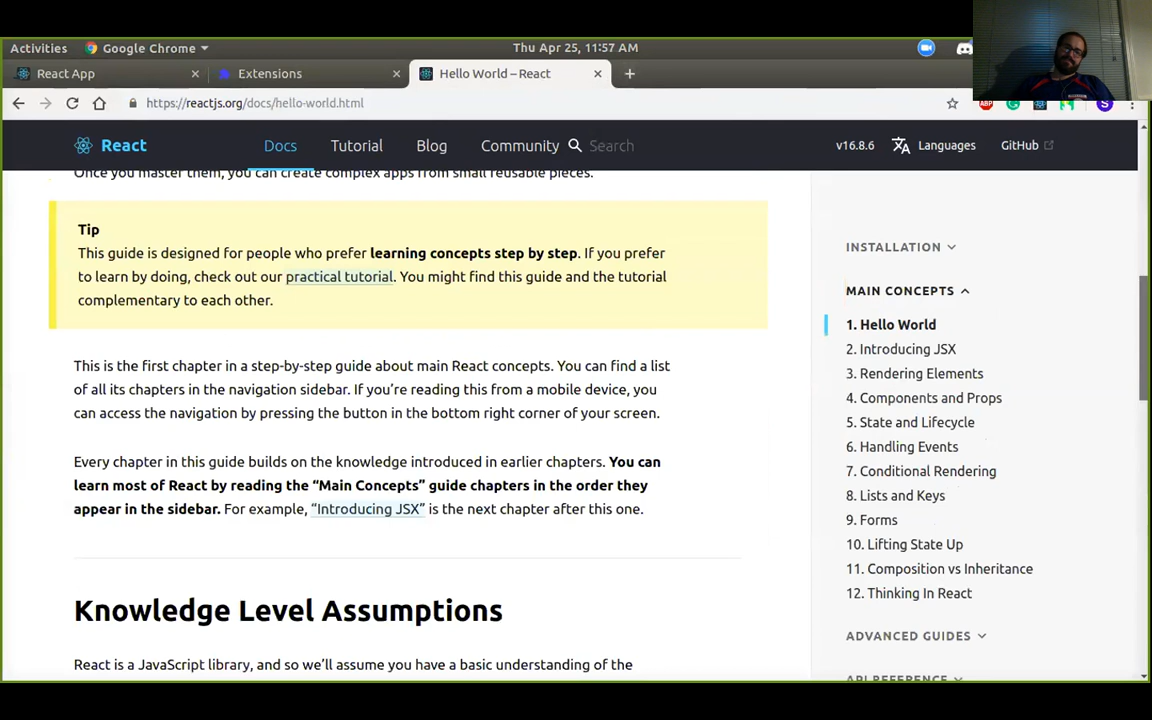 Activities
Google Chrome
Thu Apr 25, 11:57 AM
React App
Extensions
Hello World – React
https://reactjs.org/docs/hello-world.html
ABP
S
React
Docs
Tutorial
Blog
Community
Search
v16.8.6
Languages
GitHub
Once you master them, you can create complex apps from small reusable pieces.
Tip
This guide is designed for people who prefer learning concepts step by step. If you prefer
to learn by doing, check out our practical tutorial. You might find this guide and the tutorial
complementary to each other.
This is the first chapter in a step-by-step guide about main React concepts. You can find a list
of all its chapters in the navigation sidebar. If you’re reading this from a mobile device, you
can access the navigation by pressing the button in the bottom right corner of your screen.
Every chapter in this guide builds on the knowledge introduced in earlier chapters. You can
learn most of React by reading the “Main Concepts” guide chapters in the order they
appear in the sidebar. For example, “Introducing JSX” is the next chapter after this one.
Knowledge Level Assumptions
React is a JavaScript library, and so we’ll assume you have a basic understanding of the
INSTALLATION
MAIN CONCEPTS
1. Hello World
2. Introducing JSX
3. Rendering Elements
4. Components and Props
5. State and Lifecycle
6. Handling Events
7. Conditional Rendering
8. Lists and Keys
9. Forms
10. Lifting State Up
11. Composition vs Inheritance
12. Thinking In React
ADVANCED GUIDES
API REFERENCE